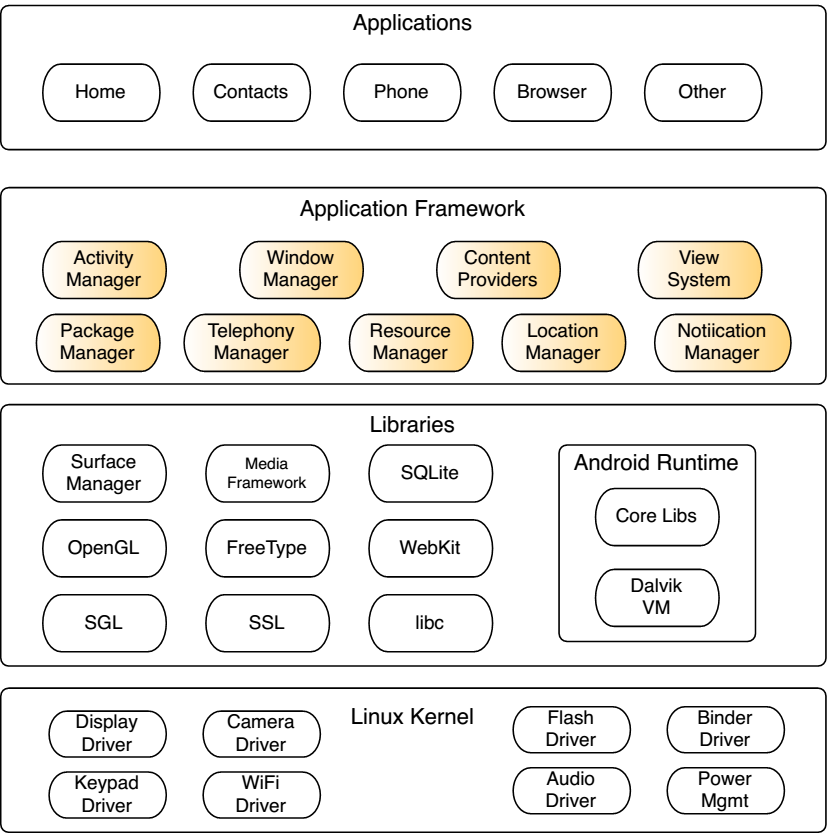 Applications
Home
Contacts
Phone
Browser
Other
Application Framework
Activity
Manager
Window
Manager
Content
Providers
View
System
Package
Manager
Telephony
Manager
Resource
Manager
Location
Manager
Notiication
Manager
Libraries
Surface
Manager
Media
Framework
SQLite
OpenGL
FreeType
WebKit
SGL
SSL
libc
Android Runtime
Core Libs
Dalvik
VM
Linux Kernel
Display
Driver
Camera
Driver
Flash
Driver
Binder
Driver
Keypad
Driver
WiFi
Driver
Audio
Driver
Power
Mgmt